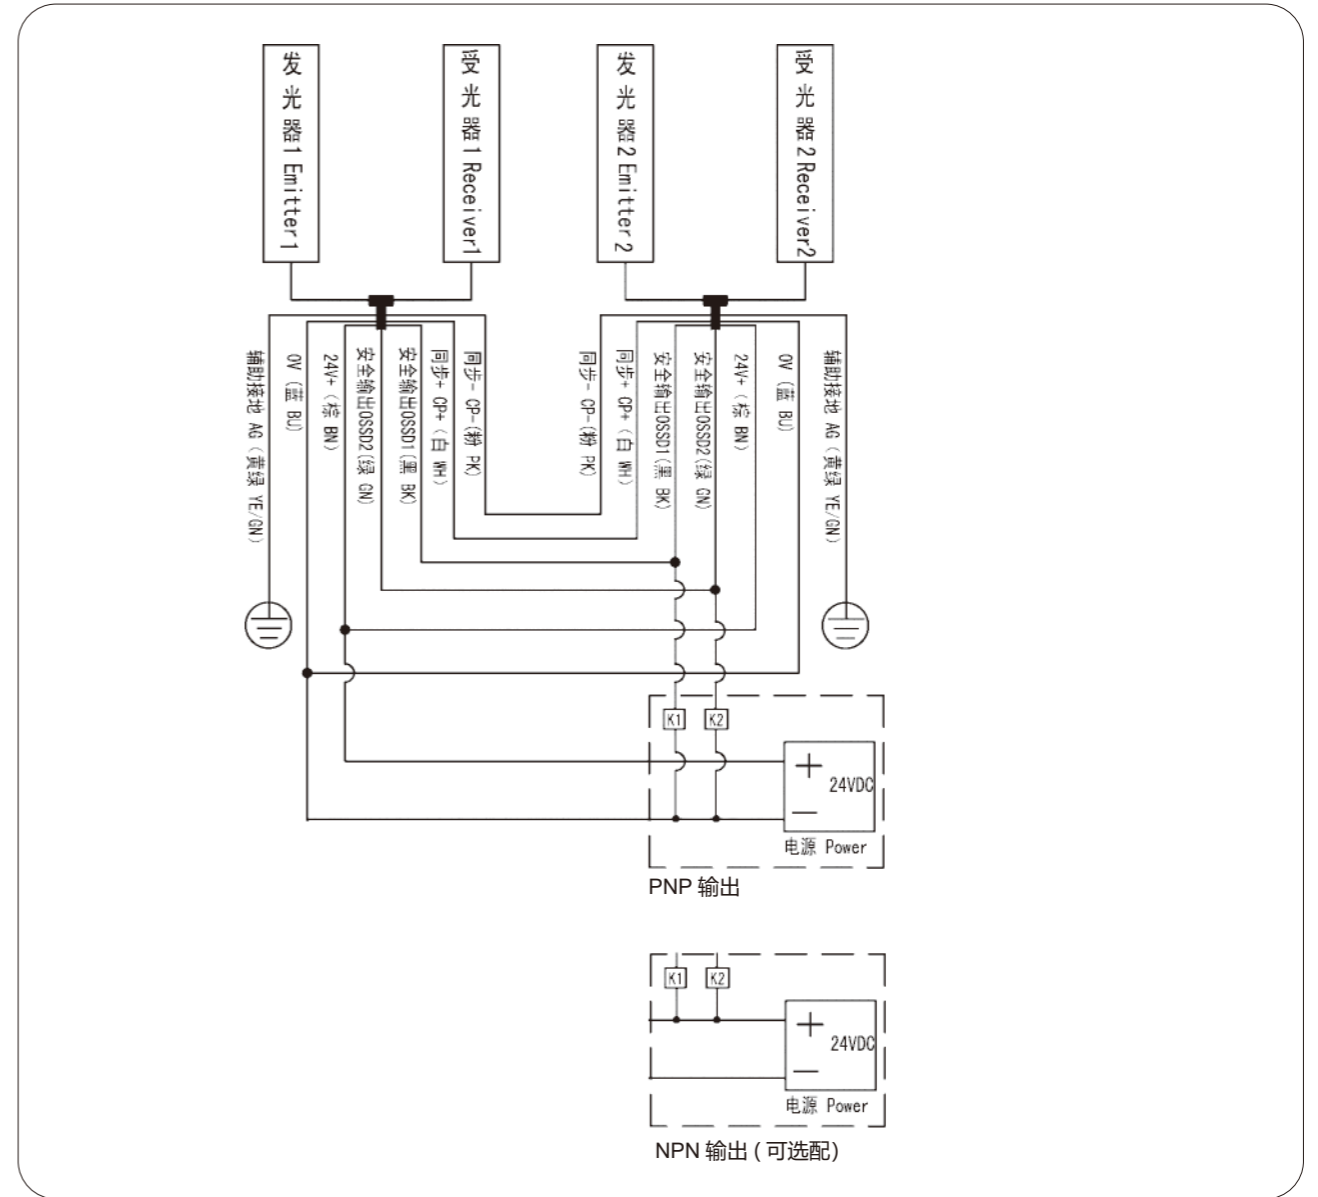 发光器1 Emitter1
受光器1 Receiver1
发光器2 Emitter2
受光器2 Receiver2
辅助接地 AG (黄绿 YE/GN)
0V (蓝 BU)
24V+ (棕 BN)
安全输出OSSD2(绿 GN)
安全输出OSSD1(黑 BK)
同步+ CP+ (白 WH)
同步- CP-(粉 PK)
同步- CP-(粉 PK)
同步+ CP+ (白 WH)
安全输出OSSD1(黑 BK)
安全输出OSSD2(绿 GN)
24V+ (棕 BN)
0V (蓝 BU)
辅助接地 AG (黄绿 YE/GN)
K1
K2
+
24VDC
—
电源 Power
PNP 输出
K1
K2
+
24VDC
—
电源 Power
NPN 输出 ( 可选配)